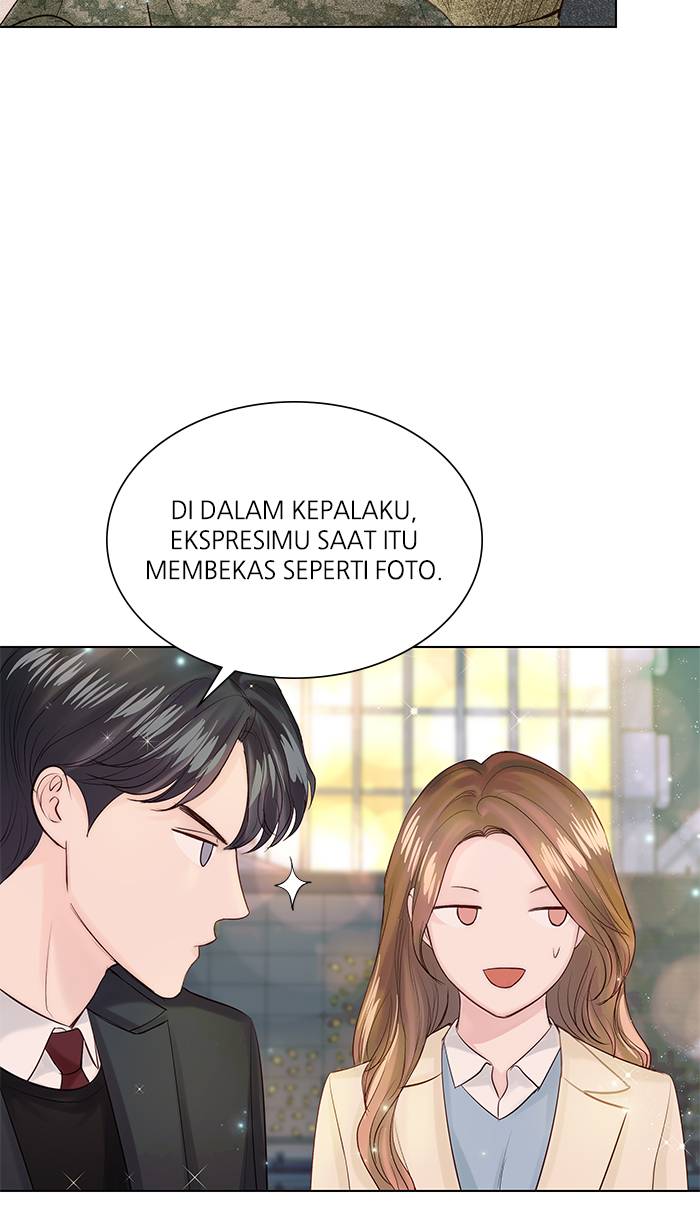 DI DALAM KEPALAKU,
EKSPRESIMU SAAT ITU
MEMBEKAS SEPERTI FOTO.